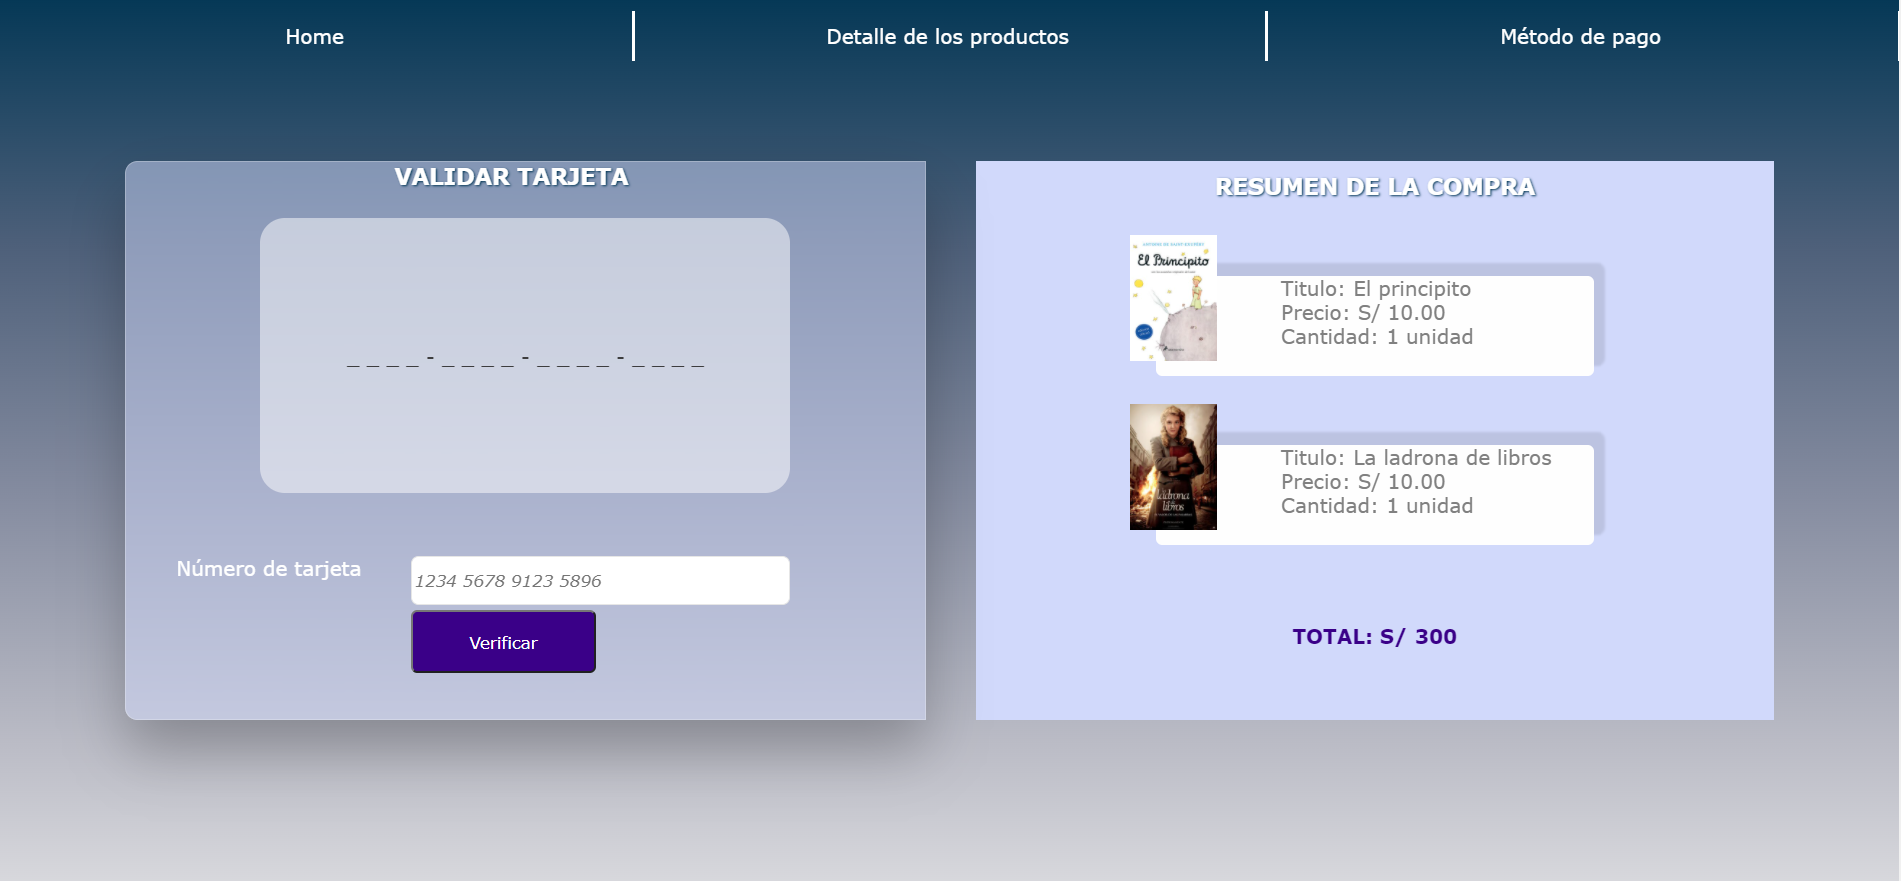 Home
Detalle de los productos
Método de pago
VALIDAR TARJETA
_ _ _ _ - _ _ _ _ - _ _ _ _ - _ _ _ _
Número de tarjeta
1234 5678 9123 5896
Verificar
RESUMEN DE LA COMPRA
El Principito
Titulo: El principito
Precio: S/ 10.00
Cantidad: 1 unidad
ladrona
libros
Titulo: La ladrona de libros
Precio: S/ 10.00
Cantidad: 1 unidad
TOTAL: S/ 300